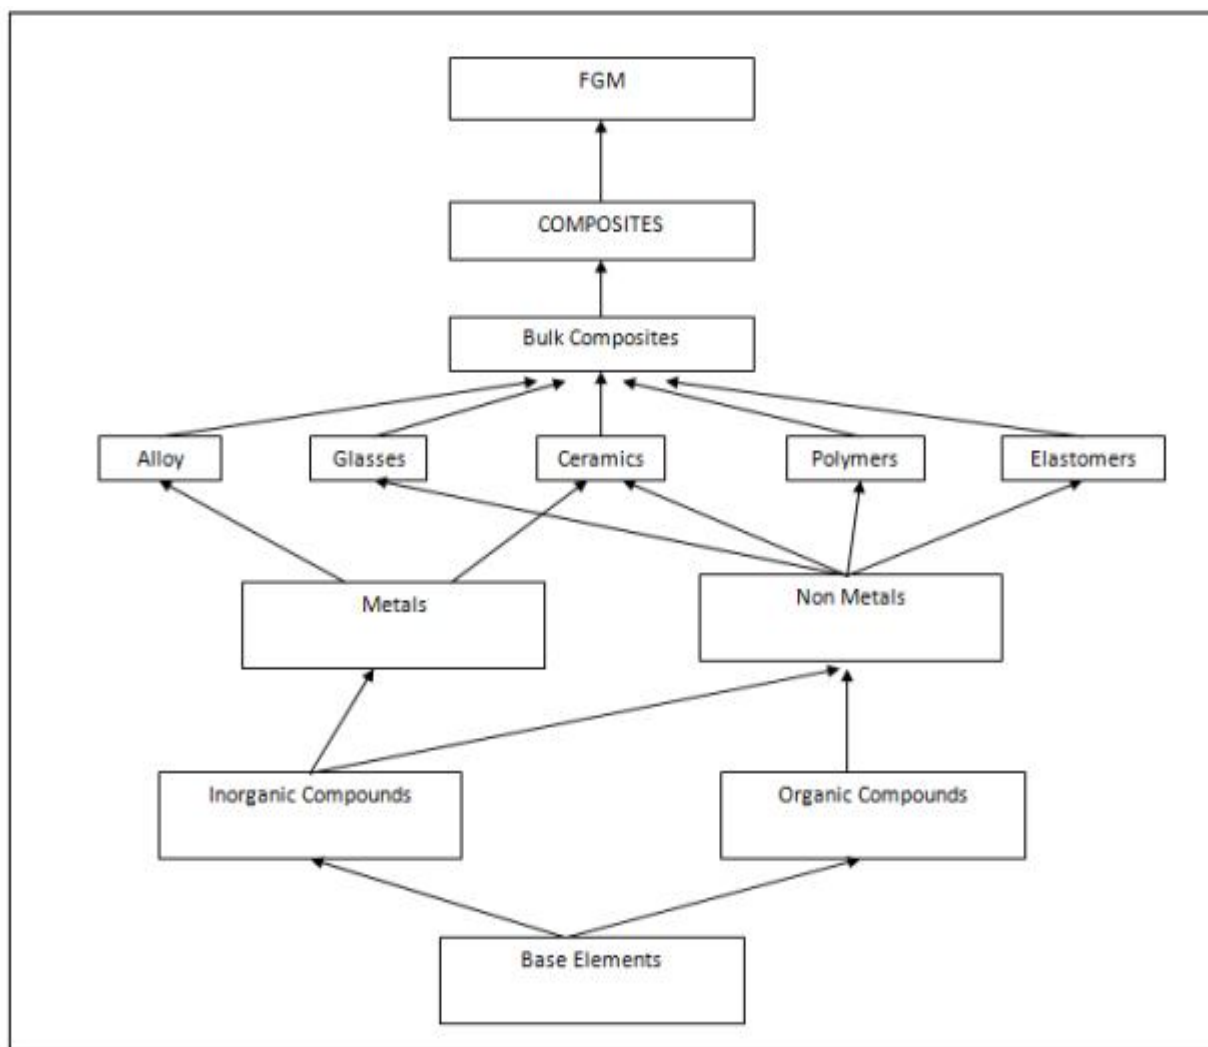 FGM
COMPOSITES
Bulk Composites
Alloy
Glasses
Ceramics
Polymers
Elastomers
Metals
Non Metals
Inorganic Compounds
Organic Compounds
Base Elements